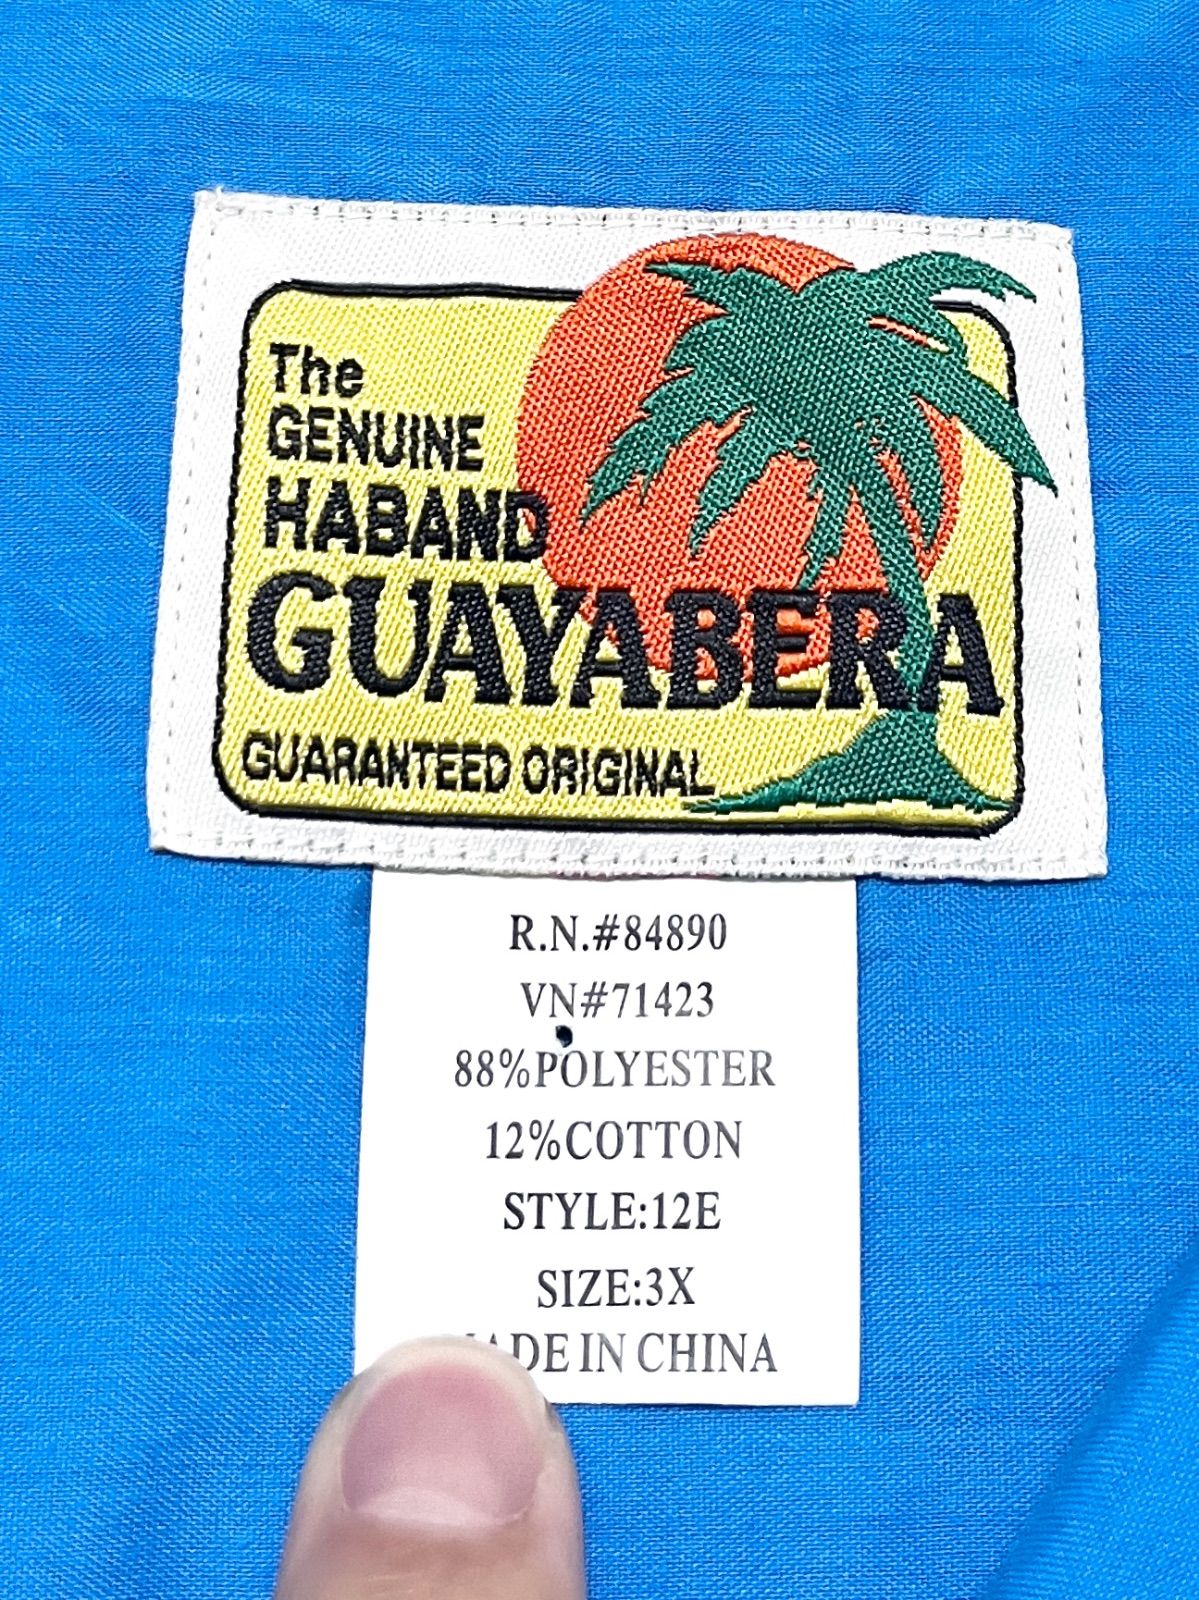 The
GENUINE
HABAND
GUAYABERA
GUARANTEED ORIGINAL
R.N.#84890
VN#71423
88%POLYESTER
12%COTTON
STYLE:12E
SIZE:3X
MADE IN CHINA